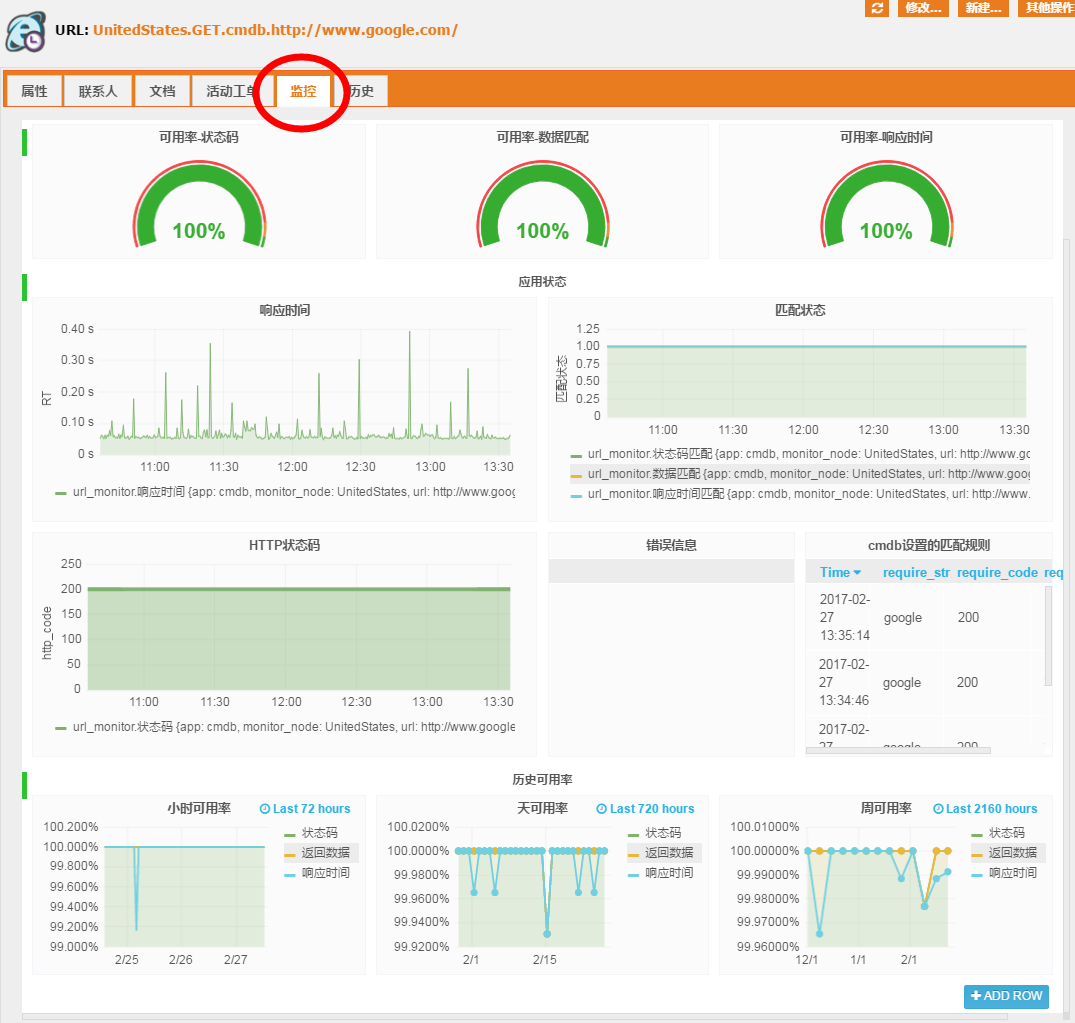 修改... 新建... 其他操作
URL: UnitedStates.GET.cmdb.http://www.google.com/
属性 联系人 文档 活动工单 监控 历史
可用率-状态码 可用率-数据匹配 可用率-响应时间
100% 100% 100%
应用状态
响应时间
0.40 s
0.30 s
0.20 s
0.10 s
0 s
RT
11:00 11:30 12:00 12:30 13:00 13:30
url_monitor.响应时间 {app: cmdb, monitor_node: UnitedStates, url: http://www.goog
匹配状态
1.25
1.00
0.75
0.50
0.25
0
匹配状态
11:00 11:30 12:00 12:30 13:00 13:30
url_monitor.状态码匹配 {app: cmdb, monitor_node: UnitedStates, url: http://www.go
url_monitor.数据匹配 {app: cmdb, monitor_node: UnitedStates, url: http://www.goog
url_monitor.响应时间匹配 {app: cmdb, monitor_node: UnitedStates, url: http://www.
HTTP状态码
250
200
150
100
50
0
http_code
11:00 11:30 12:00 12:30 13:00 13:30
url_monitor.状态码 {app: cmdb, monitor_node: UnitedStates, url: http://www.google
错误信息
cmdb设置的匹配规则
Time require_str require_code req
2017-02-
27 google 200
13:35:14
2017-02-
27 google 200
13:34:46
2017-02-
27 google 200
历史可用率
小时可用率 Last 72 hours
100.200%
100.000%
99.800%
99.600%
99.400%
99.200%
99.000%
2/25 2/26 2/27
状态码
返回数据
响应时间
天可用率 Last 720 hours
100.0200%
100.0000%
99.9800%
99.9600%
99.9400%
99.9200%
2/1 2/15
状态码
返回数据
响应时间
周可用率 Last 2160 hours
100.01000%
100.00000%
99.99000%
99.98000%
99.97000%
99.96000%
12/1 1/1 2/1
状态码
返回数据
响应时间
ADD ROW